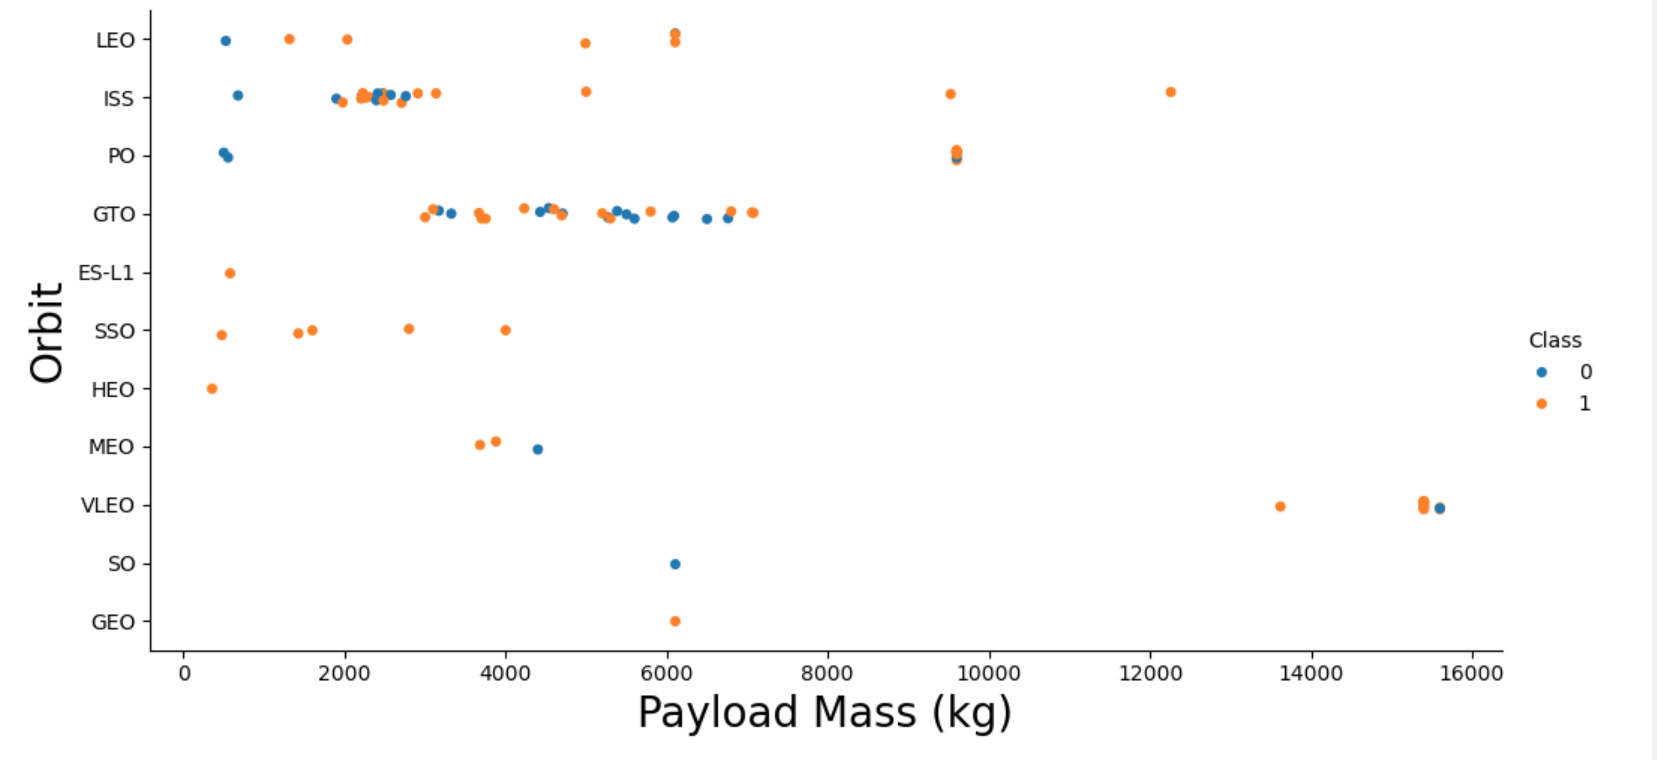 LEO
ISS
PO
GTO
ES-L1
SSO
HEO
MEO
VLEO
SO
GEO
Orbit
0 2000 4000 6000 8000 10000 12000 14000 16000
Payload Mass (kg)
Class
0
1